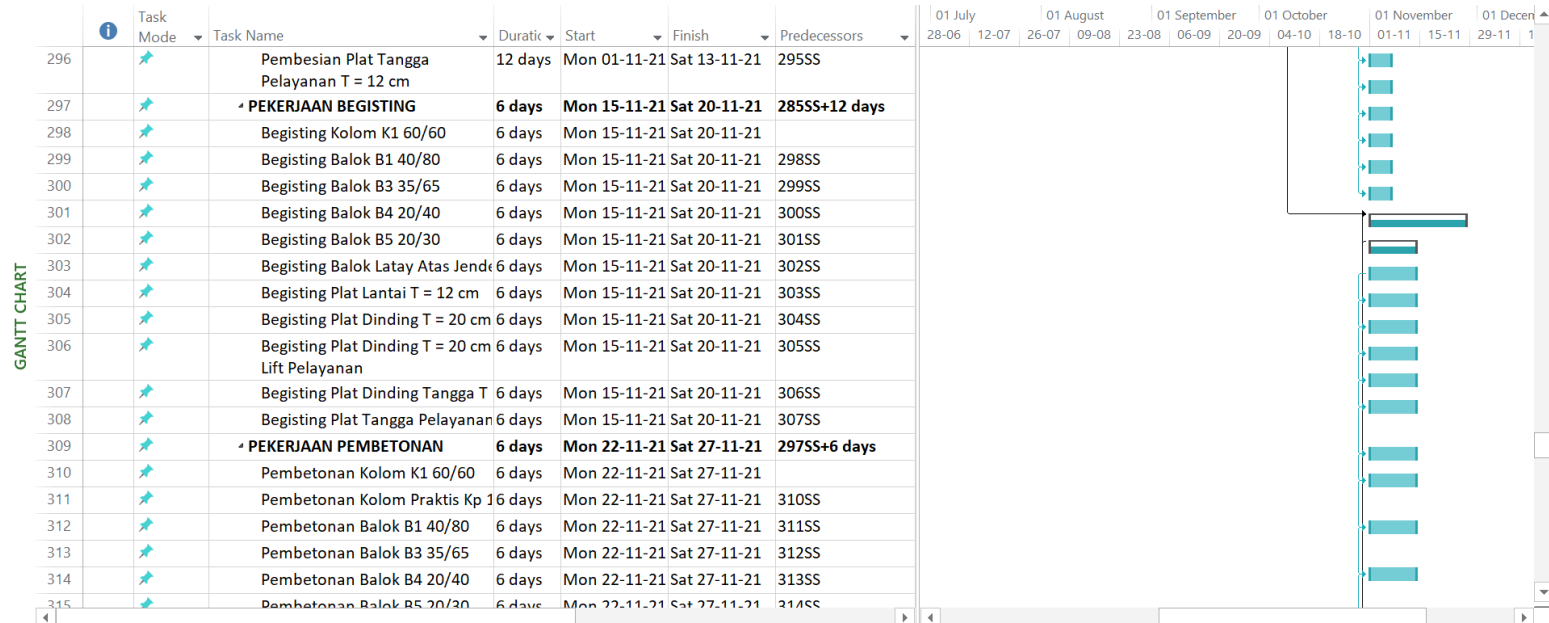 Task
Mode Task Name Duratic Start Finish Predecessors
01 July 01 August 01 September 01 October 01 November 01 Decem
28-06 12-07 26-07 09-08 23-08 06-09 20-09 04-10 18-10 01-11 15-11 29-11 1
GANTT CHART
296 Pembesian Plat Tangga 12 days Mon 01-11-21 Sat 13-11-21 295SS
Pelayanan T = 12 cm
297 PEKERJAAN BEGISTING 6 days Mon 15-11-21 Sat 20-11-21 285SS+12 days
298 Begisting Kolom K1 60/60 6 days Mon 15-11-21 Sat 20-11-21
299 Begisting Balok B1 40/80 6 days Mon 15-11-21 Sat 20-11-21 298SS
300 Begisting Balok B3 35/65 6 days Mon 15-11-21 Sat 20-11-21 299SS
301 Begisting Balok B4 20/40 6 days Mon 15-11-21 Sat 20-11-21 300SS
302 Begisting Balok B5 20/30 6 days Mon 15-11-21 Sat 20-11-21 301SS
303 Begisting Balok Latay Atas Jende 6 days Mon 15-11-21 Sat 20-11-21 302SS
304 Begisting Plat Lantai T = 12 cm 6 days Mon 15-11-21 Sat 20-11-21 303SS
305 Begisting Plat Dinding T = 20 cm 6 days Mon 15-11-21 Sat 20-11-21 304SS
306 Begisting Plat Dinding T = 20 cm 6 days Mon 15-11-21 Sat 20-11-21 305SS
Lift Pelayanan
307 Begisting Plat Dinding Tangga T 6 days Mon 15-11-21 Sat 20-11-21 306SS
308 Begisting Plat Tangga Pelayanan 6 days Mon 15-11-21 Sat 20-11-21 307SS
309 PEKERJAAN PEMBETONAN 6 days Mon 22-11-21 Sat 27-11-21 297SS+6 days
310 Pembetonan Kolom K1 60/60 6 days Mon 22-11-21 Sat 27-11-21
311 Pembetonan Kolom Praktis Kp 1 6 days Mon 22-11-21 Sat 27-11-21 310SS
312 Pembetonan Balok B1 40/80 6 days Mon 22-11-21 Sat 27-11-21 311SS
313 Pembetonan Balok B3 35/65 6 days Mon 22-11-21 Sat 27-11-21 312SS
314 Pembetonan Balok B4 20/40 6 days Mon 22-11-21 Sat 27-11-21 313SS
315 Pembetonan Balok B5 20/30 6 days Mon 22-11-21 Sat 27-11-21 314SS